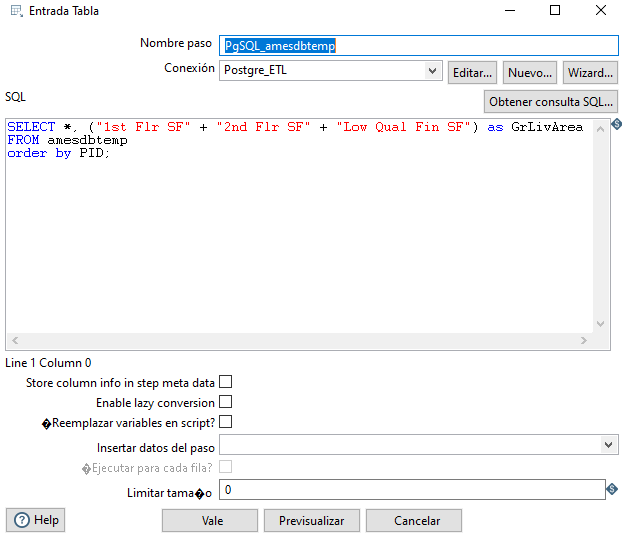 Entrada Tabla
Nombre paso PgSQL_amesdbtemp
Conexión Postgre_ETL Editar... Nuevo... Wizard...
SQL Obtener consulta SQL...
SELECT *, ("1st Flr SF" + "2nd Flr SF" + "Low Qual Fin SF") as GrLivArea
FROM amesdbtemp
order by PID;
Line 1 Column 0
Store column info in step meta data
Enable lazy conversion
�Reemplazar variables en script?
Insertar datos del paso
�Ejecutar para cada fila?
Limitar tama�o 0
Help Vale Previsualizar Cancelar